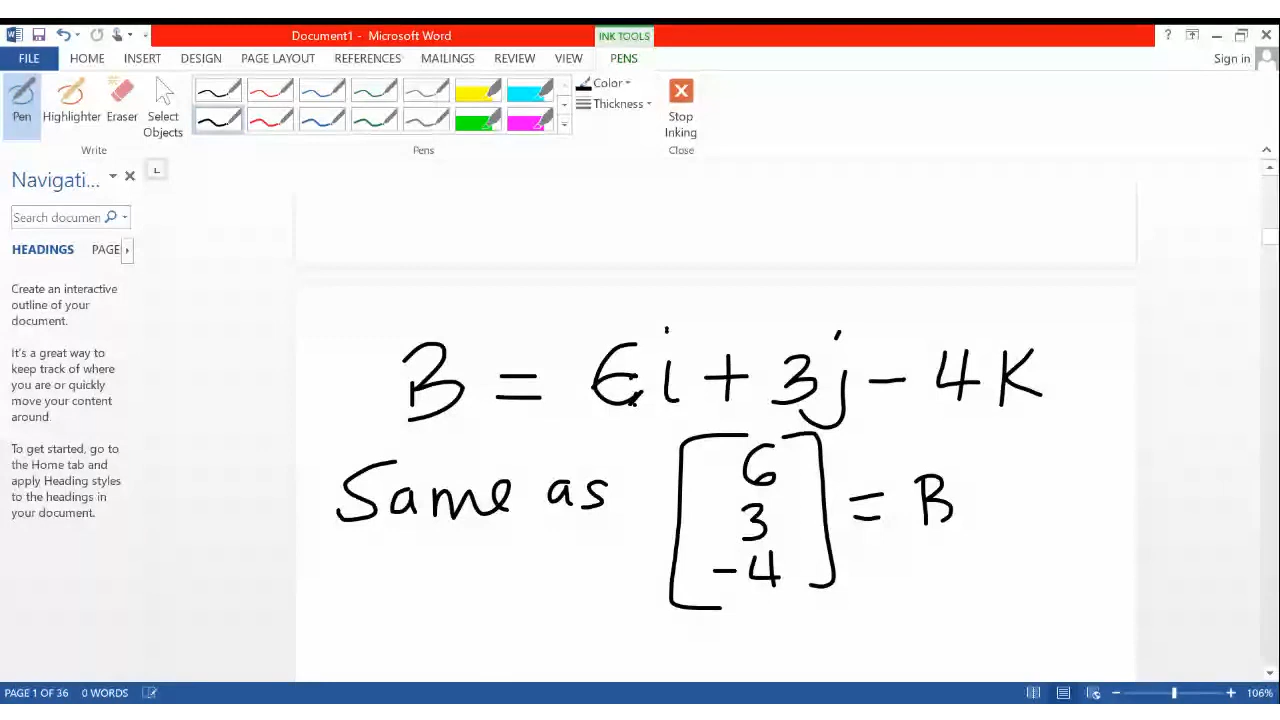 Document1 - Microsoft Word
INK TOOLS
?
FILE HOME INSERT DESIGN PAGE LAYOUT REFERENCES MAILINGS REVIEW VIEW PENS
Sign in
Pen Highlighter Eraser Select Objects
Color
Thickness
Stop Inking
Write
Pens
Close
Navigati...
Search documen
HEADINGS PAGE
Create an interactive
outline of your
document.
It's a great way to
keep track of where
you are or quickly
move your content
around.
To get started, go to
the Home tab and
apply Heading styles
to the headings in
your document.
B = 6i + 3j - 4K
Same as [6 3 -4] = B
PAGE 1 OF 36 0 WORDS
106%